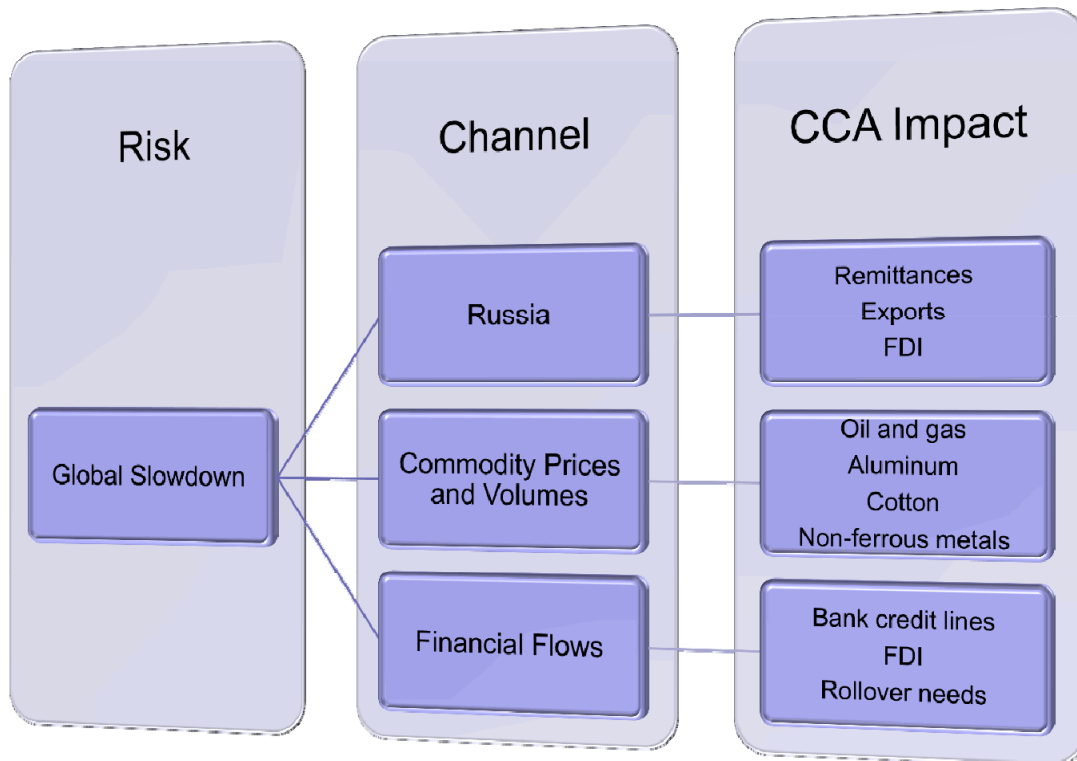 Risk
Global Slowdown
Channel
Russia
Commodity Prices
and Volumes
Financial Flows
CCA Impact
Remittances
Exports
FDI
Oil and gas
Aluminum
Cotton
Non-ferrous metals
Bank credit lines
FDI
Rollover needs